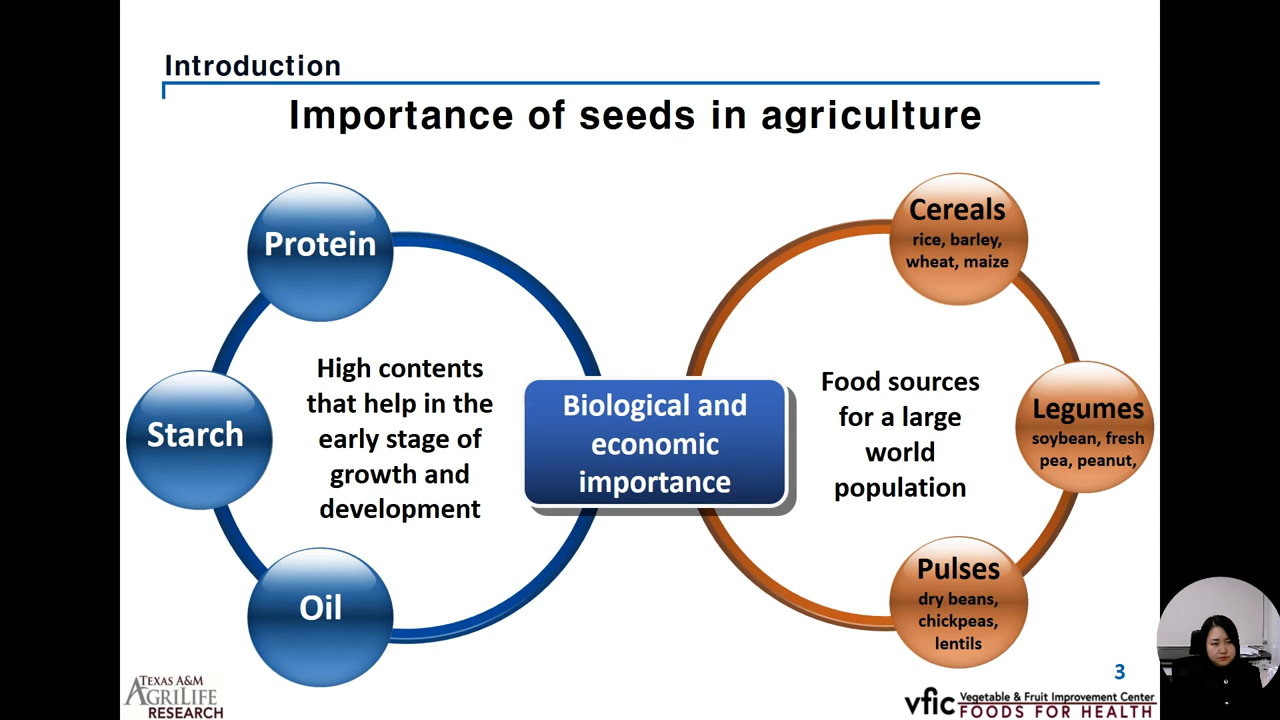 Introduction
Importance of seeds in agriculture
Protein
Starch
Oil
High contents
that help in the
early stage of
growth and
development
Biological and
economic
importance
Food sources
for a large
world
population
Cereals
rice, barley,
wheat, maize
Legumes
soybean, fresh
pea, peanut,
Pulses
dry beans,
chickpeas,
lentils
3
TEXAS A&M
AGRILIFE
RESEARCH
vfic Vegetable & Fruit Improvement Center
FOODS FOR HEALTH